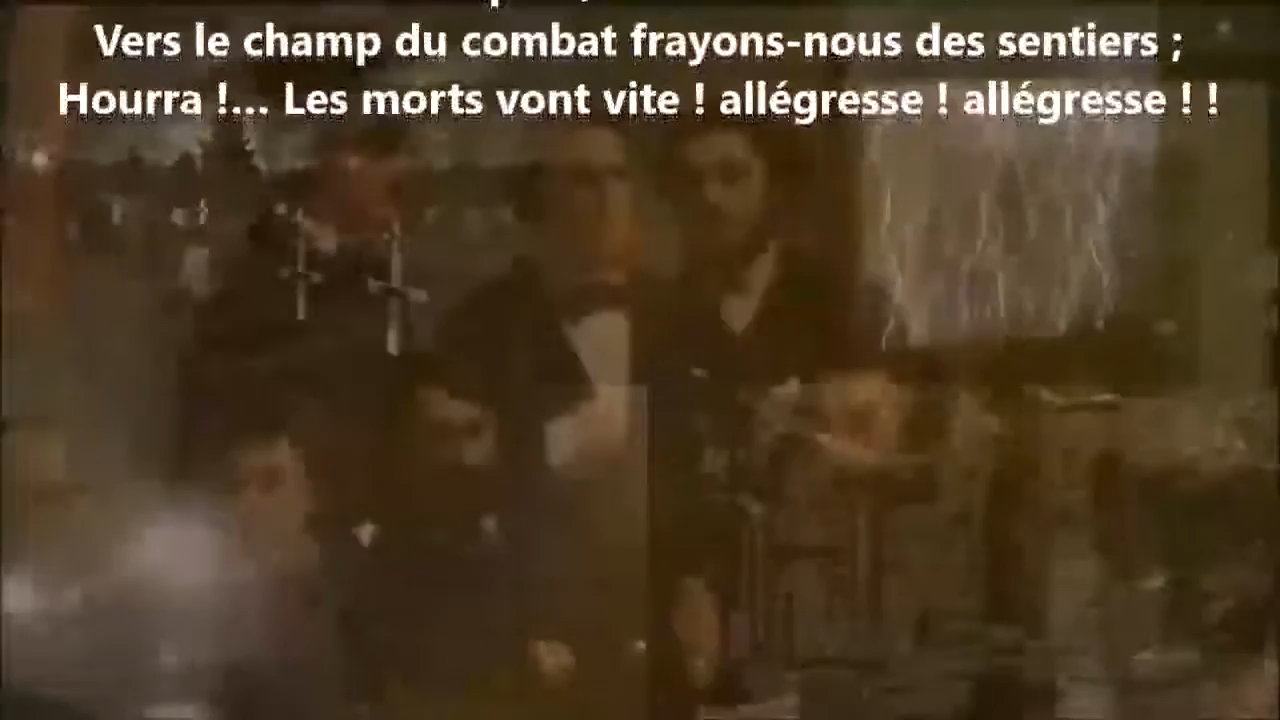 Vers le champ du combat frayons-nous des sentiers ;
Hourra !... Les morts vont vite ! allégresse ! allégresse ! !